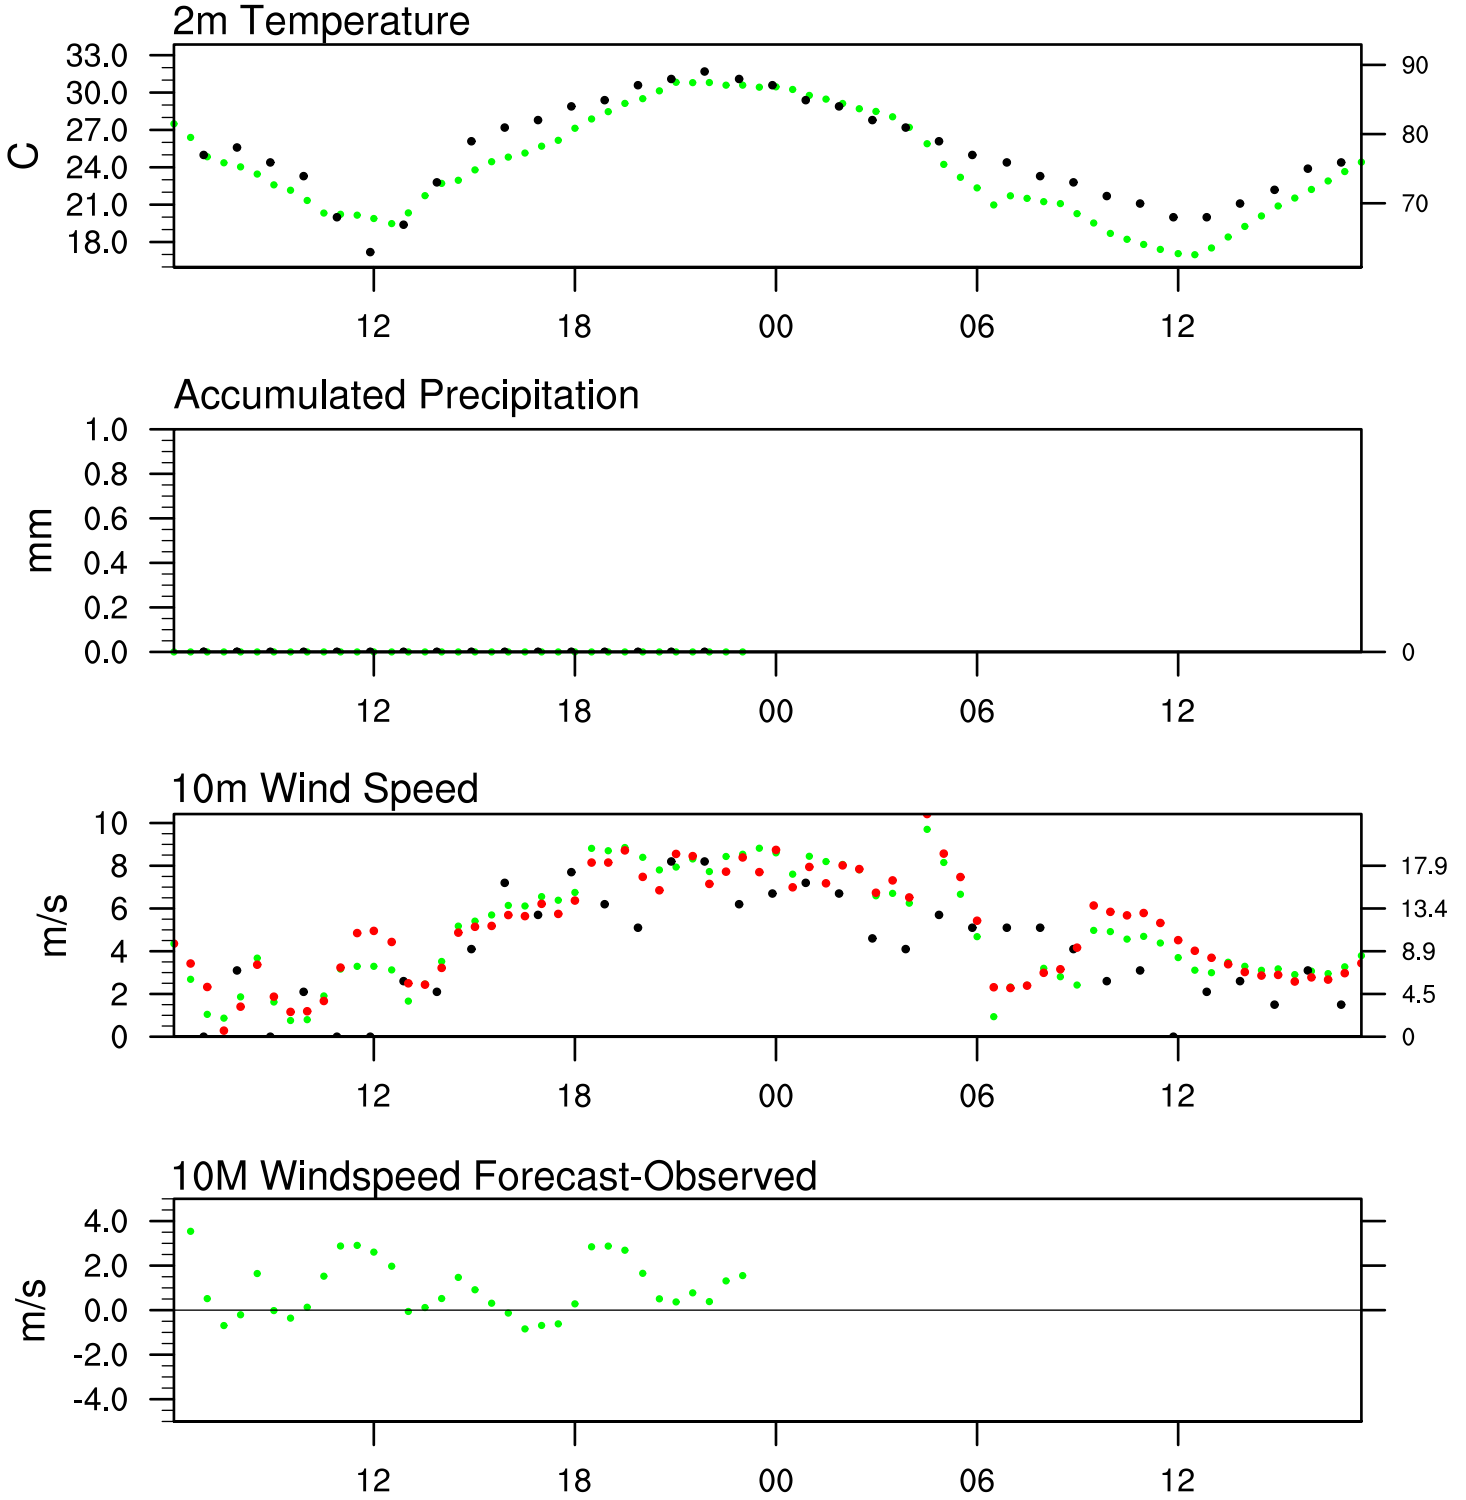 2m Temperature
33.0
30.0
27.0
24.0
21.0
18.0
C
90
80
70
12 18 00 06 12
Accumulated Precipitation
1.0
0.8
0.6
0.4
0.2
0.0
mm
0
12 18 00 06 12
10m Wind Speed
10
8
6
4
2
0
m/s
17.9
13.4
8.9
4.5
0
12 18 00 06 12
10M Windspeed Forecast-Observed
4.0
2.0
0.0
-2.0
-4.0
m/s
12 18 00 06 12